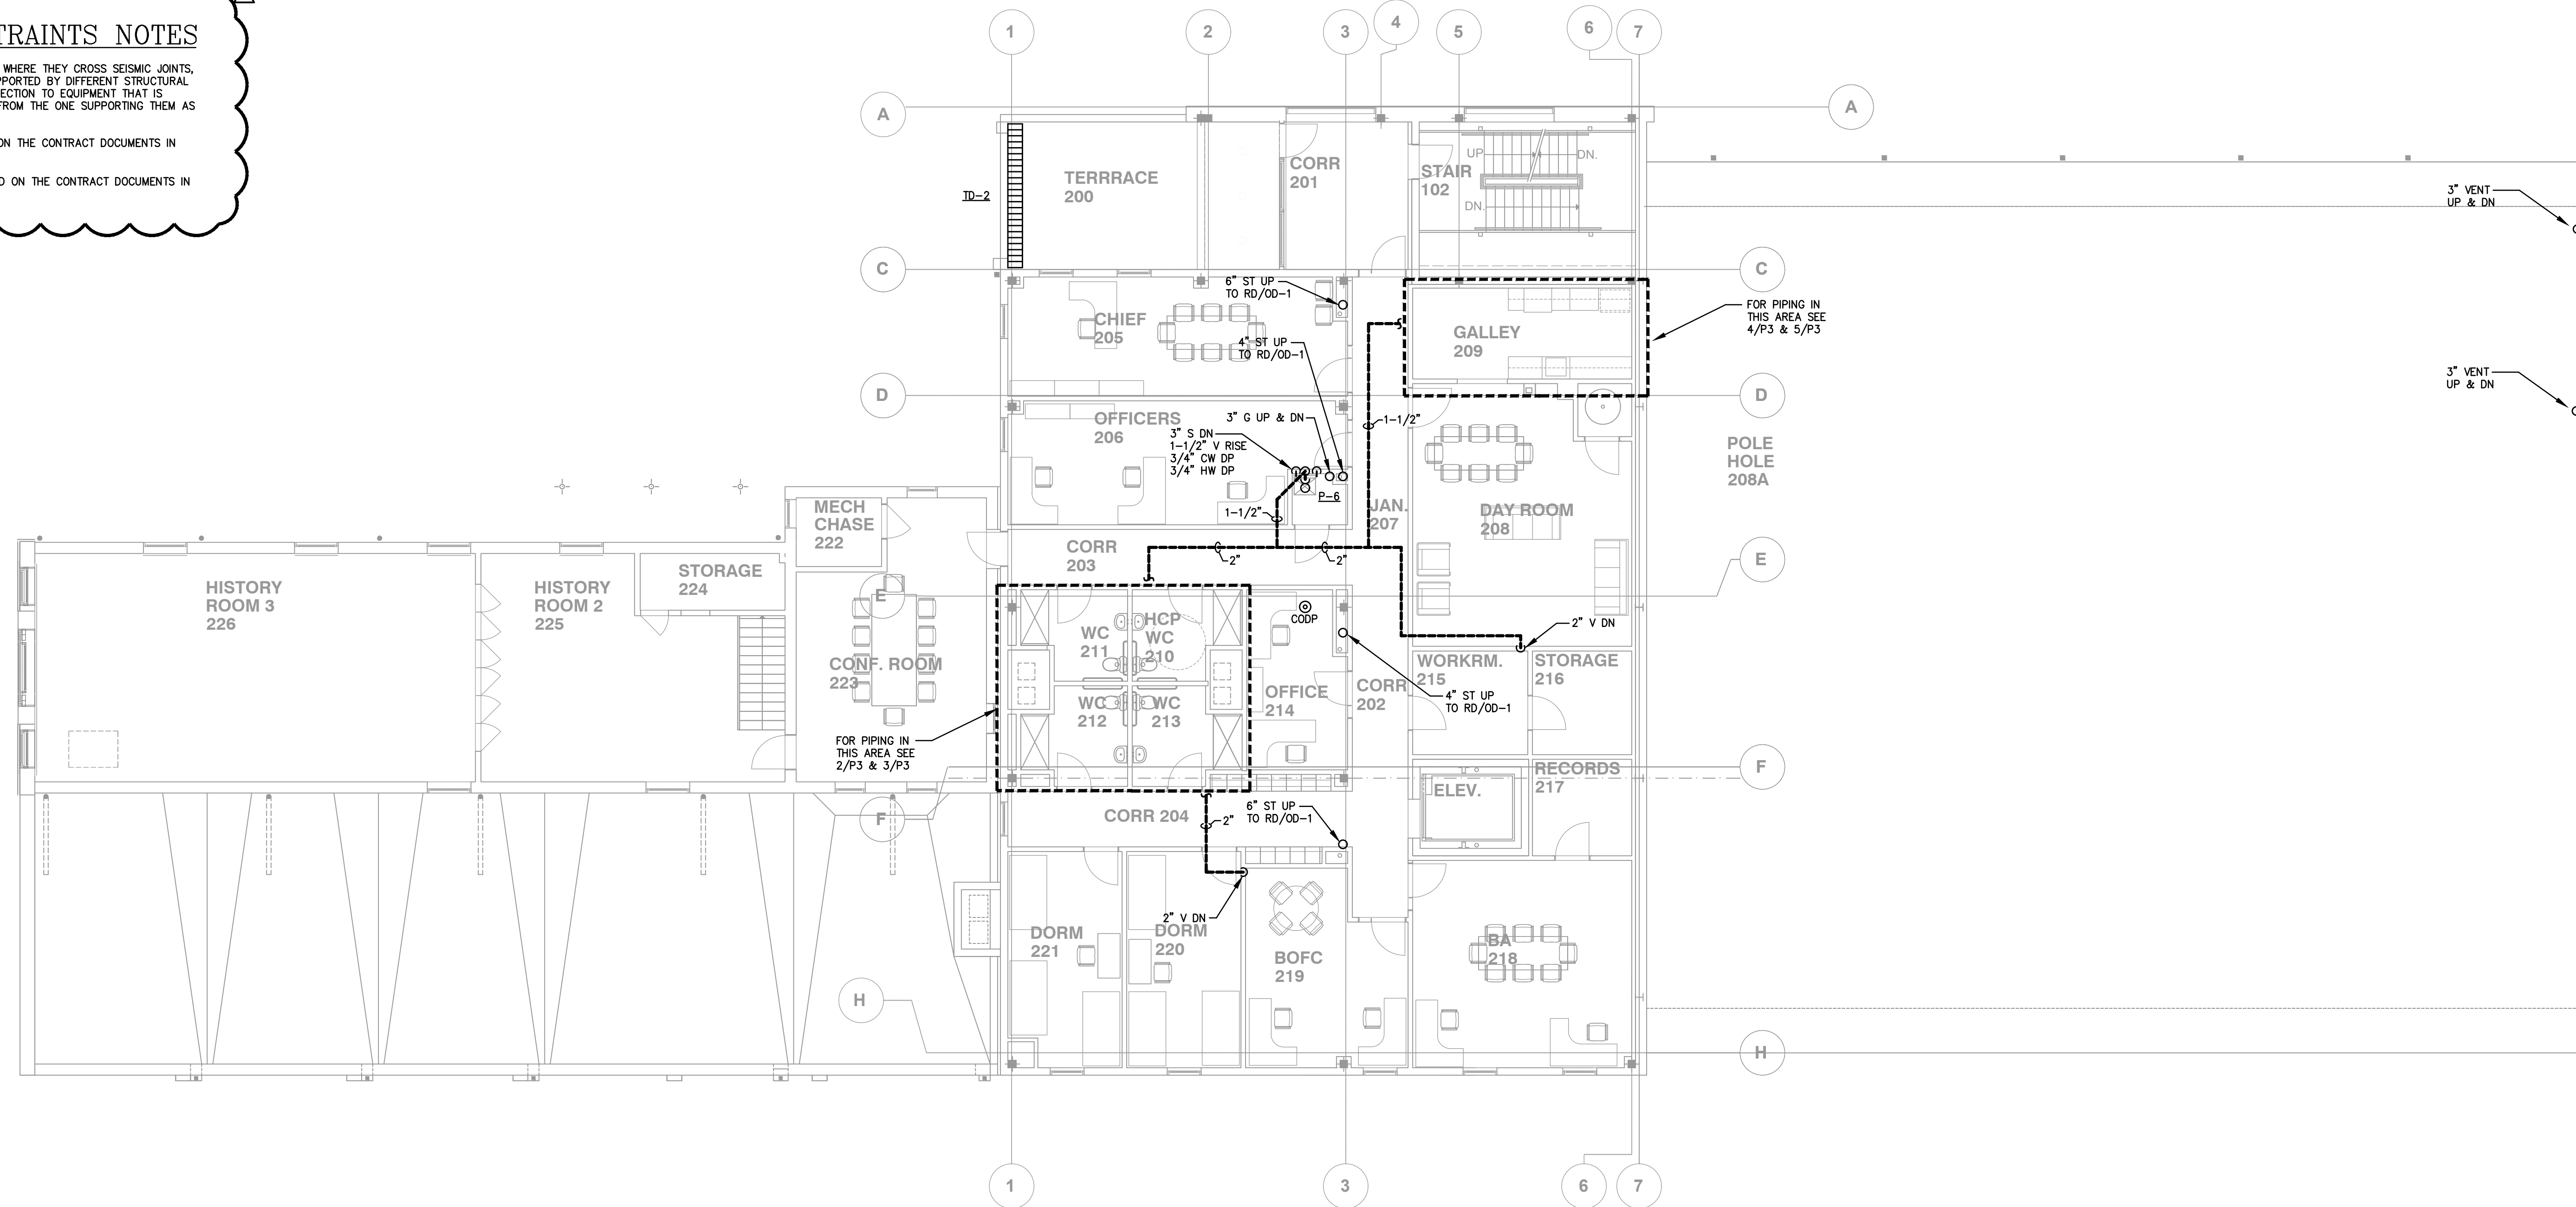 TRAINTS NOTES
WHERE THEY CROSS SEISMIC JOINTS,
PPORTED BY DIFFERENT STRUCTURAL
ECTION TO EQUIPMENT THAT IS
FROM THE ONE SUPPORTING THEM AS
ON THE CONTRACT DOCUMENTS IN
D ON THE CONTRACT DOCUMENTS IN
1
2
3
4
5
6
7
A
A
TERRRACE
200
CORR
201
STAIR
102
UP
DN.
DN.
TD-2
3" VENT
UP & DN
C
C
6" ST UP
TO RD/OD-1
CHIEF
205
4" ST UP
TO RD/OD-1
GALLEY
209
FOR PIPING IN
THIS AREA SEE
4/P3 & 5/P3
3" VENT
UP & DN
D
D
OFFICERS
206
3" G UP & DN
3" S DN
1-1/2" V RISE
3/4" CW DP
3/4" HW DP
1-1/2"
POLE
HOLE
208A
P-6
1-1/2"
JAN.
207
DAY ROOM
208
MECH
CHASE
222
CORR
203
2"
2"
E
E
HISTORY
ROOM 3
226
HISTORY
ROOM 2
225
STORAGE
224
CONF. ROOM
223
WC
211
HCP
WC
210
CODP
2" V DN
WC
212
WC
213
OFFICE
214
CORR
202
WORKRM.
215
STORAGE
216
4" ST UP
TO RD/OD-1
FOR PIPING IN
THIS AREA SEE
2/P3 & 3/P3
F
F
ELEV.
RECORDS
217
CORR 204
2"
6" ST UP
TO RD/OD-1
2" V DN
DORM
221
DORM
220
BOFC
219
BA
218
H
H
1
3
6
7